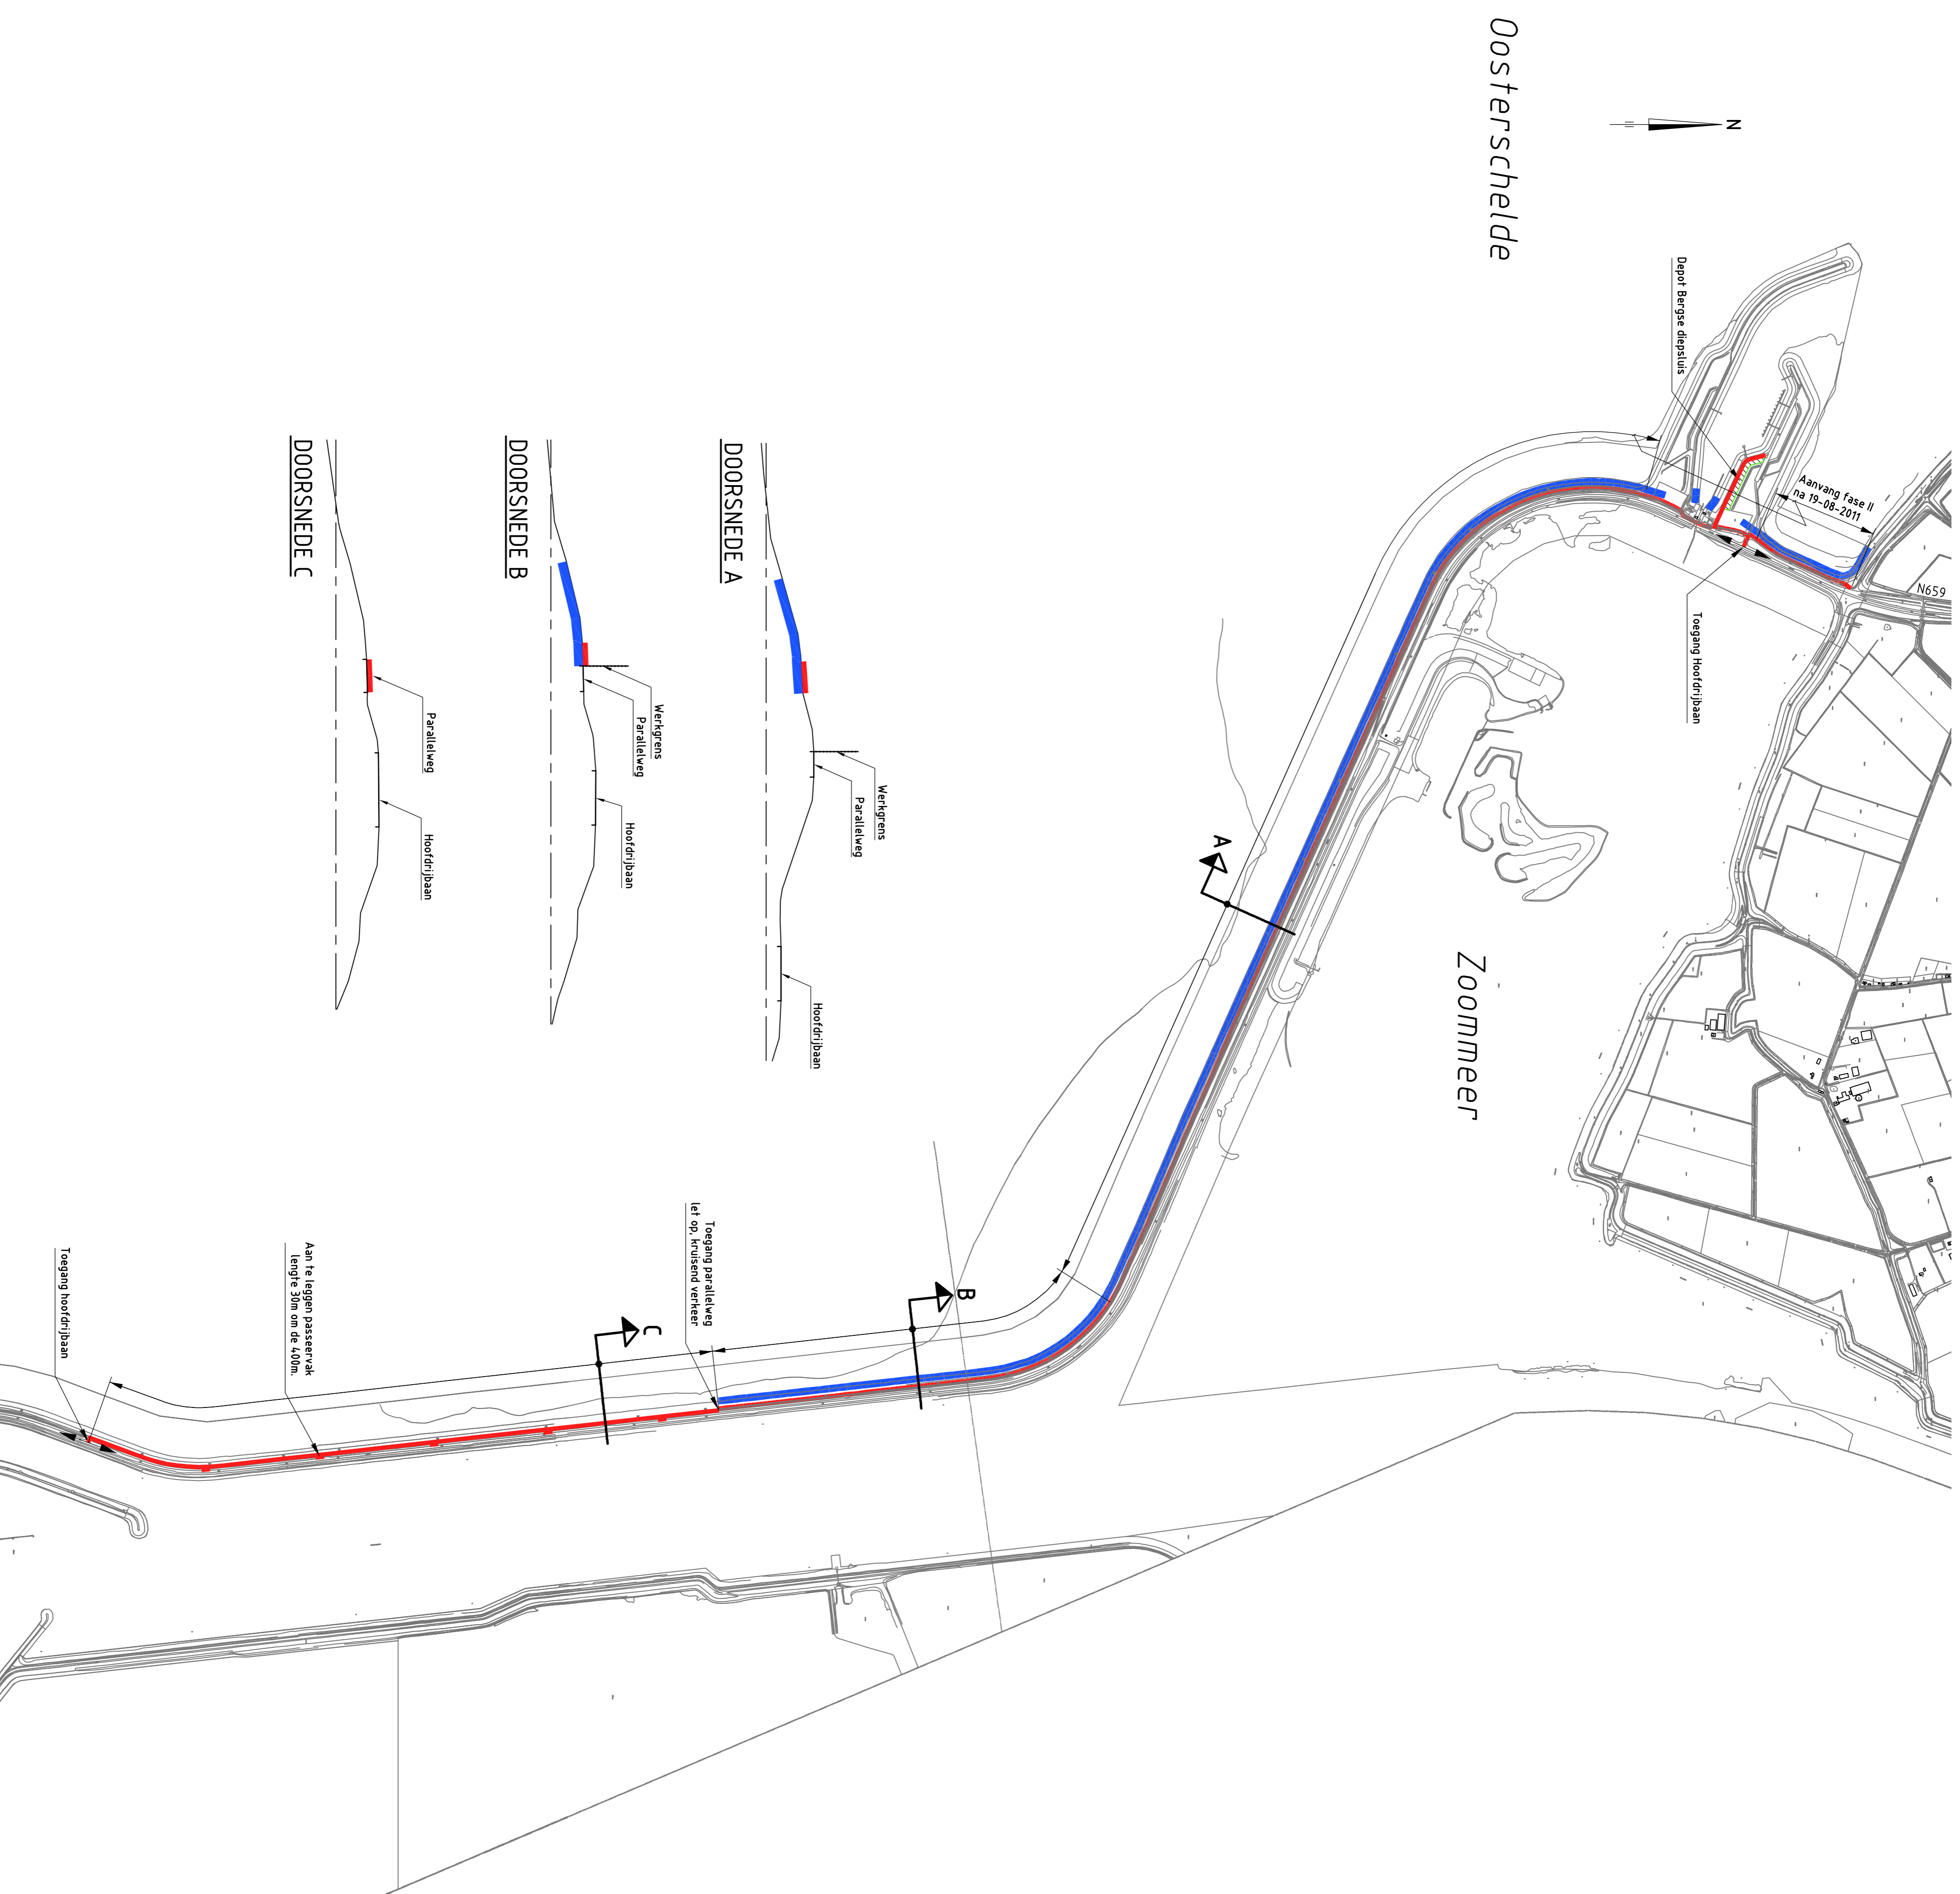 Oosterschelde
N
Depot Bergse diepsluis
Aanvang fase II
na 19-08-2011
N659
Toegang Hoofdrijbaan
Zoommeer
A
B
C
DOORSNEDE A
Werkgrens
Parallelweg
Hoofdrijbaan
DOORSNEDE B
Werkgrens
Parallelweg
Hoofdrijbaan
DOORSNEDE C
Parallelweg
Hoofdrijbaan
Toegang parallelweg
let op, kruisend verkeer
Aan te leggen passeervak
lengte 30m om de 400m.
Toegang hoofdrijbaan